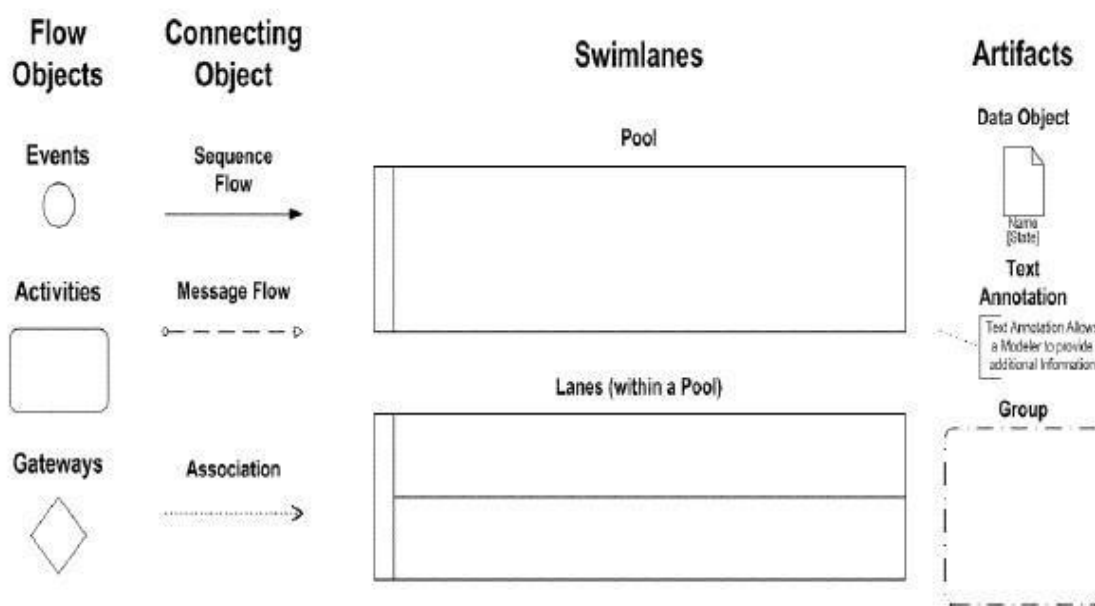 Flow
Objects
Events
Activities
Gateways
Connecting
Object
Sequence
Flow
Message Flow
Association
Swimlanes
Pool
Lanes (within a Pool)
Artifacts
Data Object
Name
[State]
Text
Annotation
Text Annotation Allows
a Modeler to provide
additional Information
Group